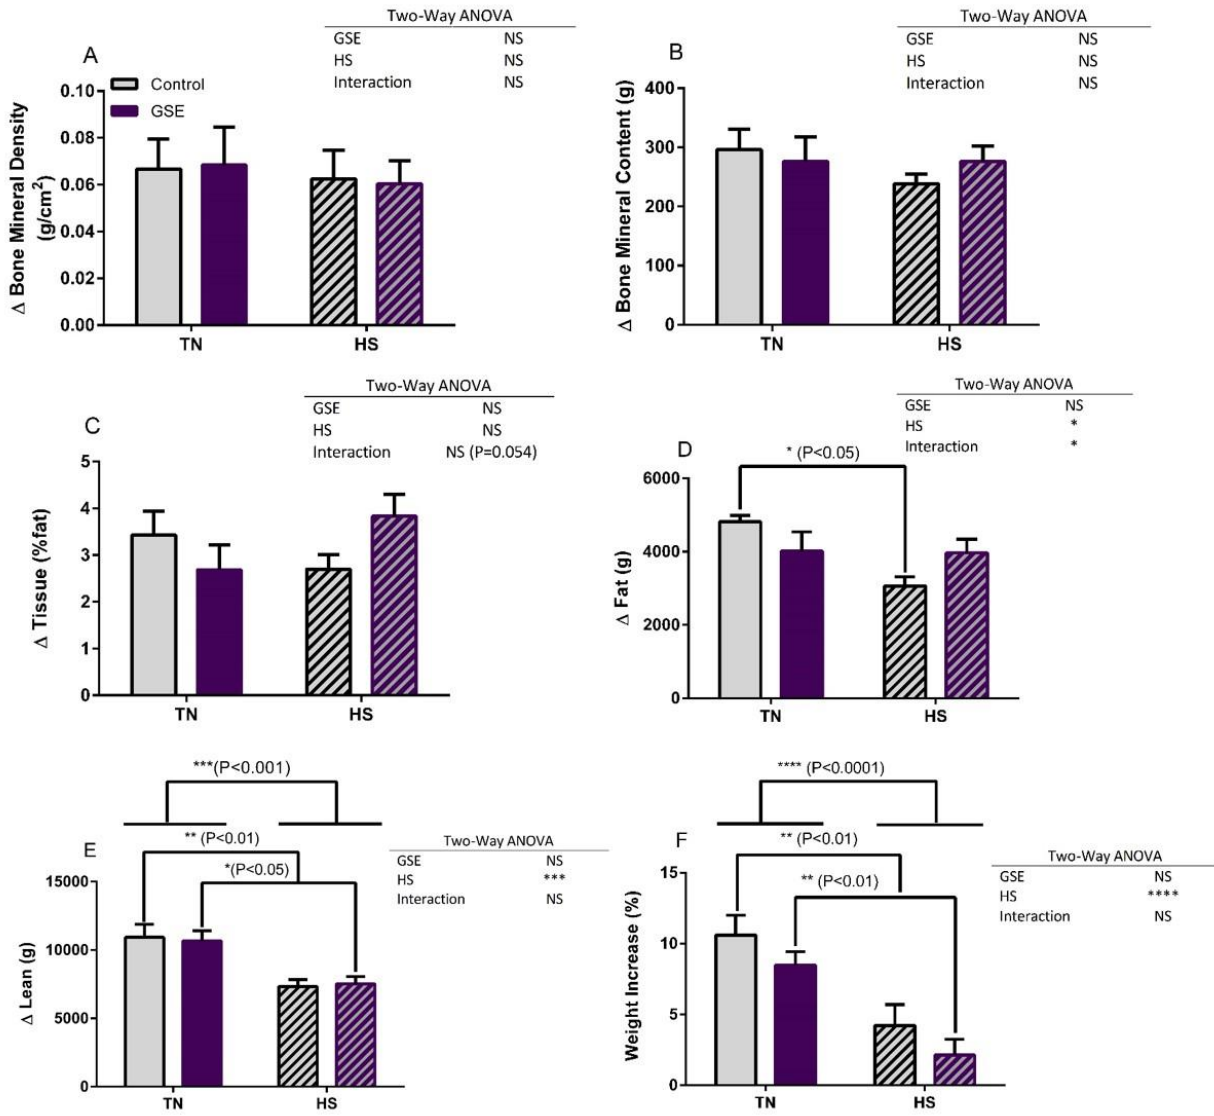 Two-Way ANOVA
GSE NS
HS NS
Interaction NS
A
Control
GSE
Δ Bone Mineral Density
(g/cm²)
0.10
0.08
0.06
0.04
0.02
0.00
TN HS
Two-Way ANOVA
GSE NS
HS NS
Interaction NS
B
Δ Bone Mineral Content (g)
400
300
200
100
0
TN HS
Two-Way ANOVA
GSE NS
HS NS
Interaction NS (P=0.054)
C
Δ Tissue (%fat)
5
4
3
2
1
0
TN HS
Two-Way ANOVA
GSE NS
HS *
Interaction *
D
* (P<0.05)
Δ Fat (g)
6000
4000
2000
0
TN HS
***(P<0.001)
** (P<0.01)
*(P<0.05)
E
Two-Way ANOVA
GSE NS
HS ***
Interaction NS
Δ Lean (g)
15000
10000
5000
0
TN HS
**** (P<0.0001)
** (P<0.01)
** (P<0.01)
F
Two-Way ANOVA
GSE NS
HS ****
Interaction NS
Weight Increase (%)
15
10
5
0
TN HS